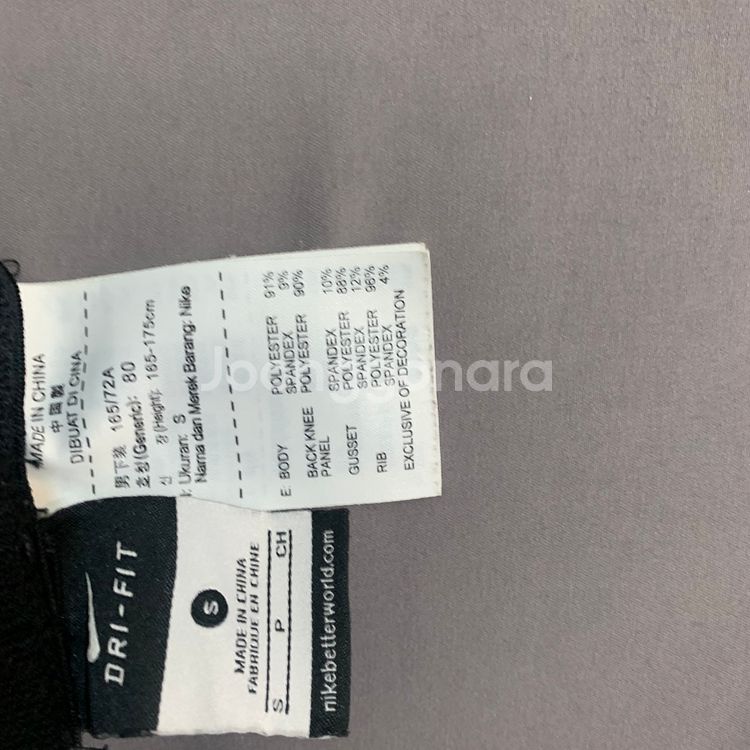 MADE IN CHINA
中国製
DIBUAT DI CINA
男下装 165/72A
호칭(Generic): 80
신 장(Height): 165-175cm
I: Ukuran: S
Nama dan Merek Barang: Nike
E: BODY POLYESTER 91%
SPANDEX 9%
BACK KNEE POLYESTER 90%
PANEL SPANDEX 10%
GUSSET POLYESTER 88%
SPANDEX 12%
RIB POLYESTER 96%
SPANDEX 4%
EXCLUSIVE OF DECORATION
DRI-FIT
S
MADE IN CHINA
FABRIQUE EN CHINE
S P CH
nikebetterworld.com
Joonggonara